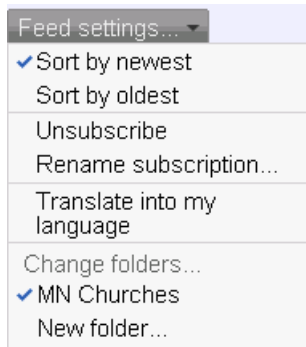 Feed settings...
Sort by newest
Sort by oldest
Unsubscribe
Rename subscription...
Translate into my
language
Change folders...
MN Churches
New folder...